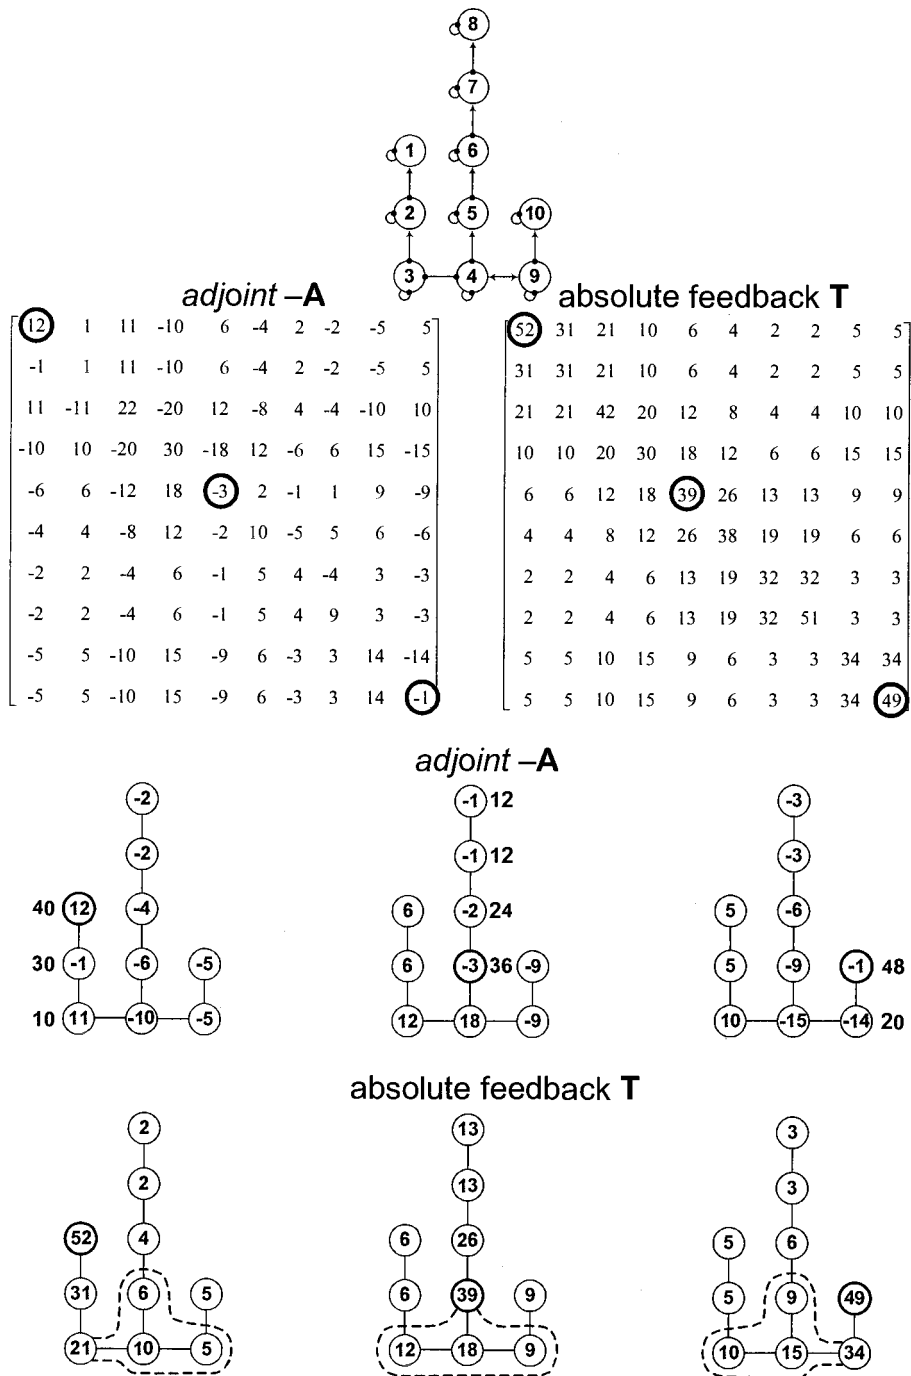 8
7
1 6
2 5 10
3 4 9
adjoint –A absolute feedback T
12 1 11 -10 6 -4 2 -2 -5 5
-1 1 11 -10 6 -4 2 -2 -5 5
11 -11 22 -20 12 -8 4 -4 -10 10
-10 10 -20 30 -18 12 -6 6 15 -15
-6 6 -12 18 -3 2 -1 1 9 -9
-4 4 -8 12 -2 10 -5 5 6 -6
-2 2 -4 6 -1 5 4 -4 3 -3
-2 2 -4 6 -1 5 4 9 3 -3
-5 5 -10 15 -9 6 -3 3 14 -14
-5 5 -10 15 -9 6 -3 3 14 -1
52 31 21 10 6 4 2 2 5 5
31 31 21 10 6 4 2 2 5 5
21 21 42 20 12 8 4 4 10 10
10 10 20 30 18 12 6 6 15 15
6 6 12 18 39 26 13 13 9 9
4 4 8 12 26 38 19 19 6 6
2 2 4 6 13 19 32 32 3 3
2 2 4 6 13 19 32 51 3 3
5 5 10 15 9 6 3 3 34 34
5 5 10 15 9 6 3 3 34 49
adjoint –A
-2 -1 12 -3
-2 -1 12 -3
40 12 -4 6 -2 24 5 -6
30 -1 -6 -5 6 -3 36 -9 5 -9 -1 48
10 11 -10 -5 12 18 -9 10 -15 -14 20
absolute feedback T
2 13 3
2 13 3
52 4 6 26 5 6
31 6 5 6 39 9 5 9 49
21 10 5 12 18 9 10 15 34